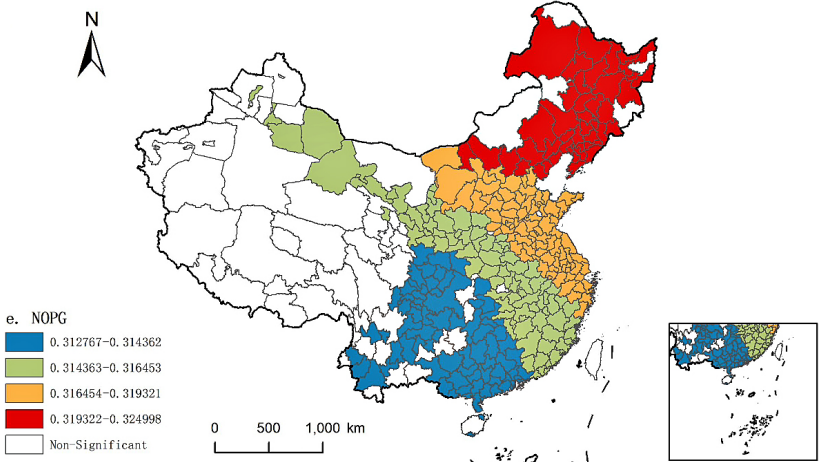 N
e. NOPG
0.312767-0.314362
0.314363-0.316453
0.316454-0.319321
0.319322-0.324998
Non-Significant
0 500 1,000 km